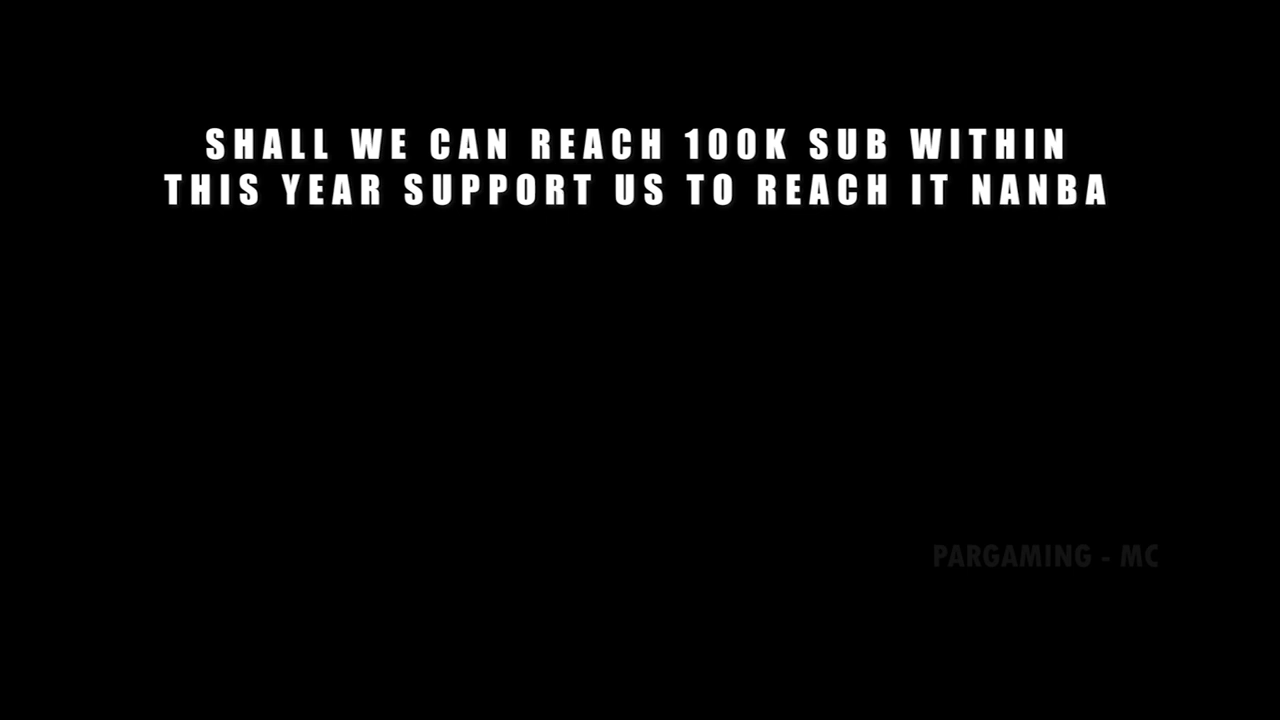 SHALL WE CAN REACH 100K SUB WITHIN
THIS YEAR SUPPORT US TO REACH IT NANBA
PARGAMING - MC